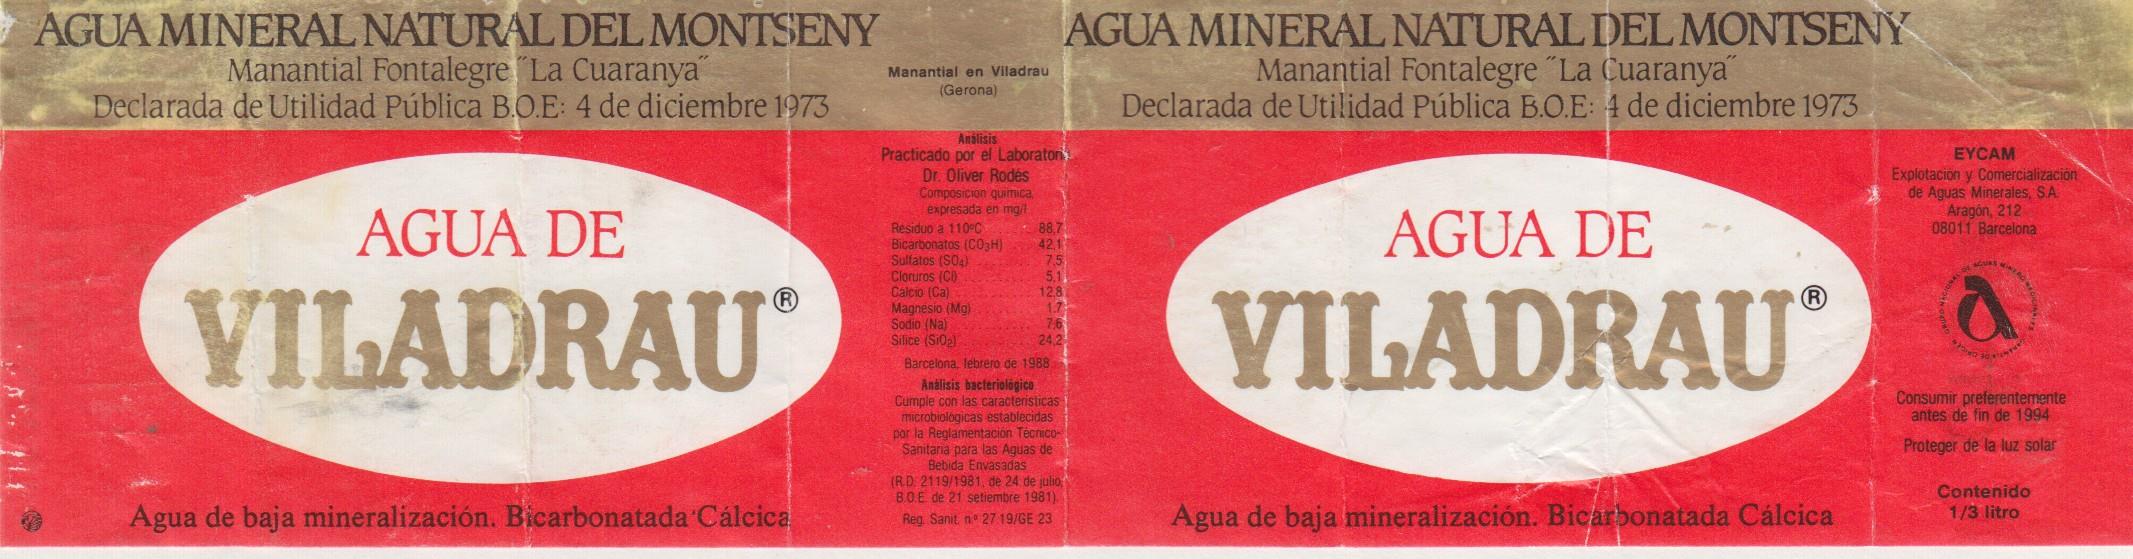 AGUA MINERAL NATURAL DEL MONTSENY
Manantial Fontalegre "La Cuaranya"
Declarada de Utilidad Pública B.O.E: 4 de diciembre 1973
AGUA DE
VILADRAU®
Agua de baja mineralización. Bicarbonatada Cálcica
Manantial en Viladrau
(Gerona)
Análisis
Practicado por el Laboratorio
Dr. Oliver Rodés
Composición química,
expresada en mg/l
Residuo a 110ºC ..... 88,7
Bicarbonatos (CO3H) .... 42,1
Sulfatos (SO4) ......... 7,5
Cloruros (Cl) .......... 5,1
Calcio (Ca) ........... 12,8
Magnesio (Mg) ......... 1,7
Sodio (Na) ............ 7,6
Sílice (SiO2) .......... 24,2
Barcelona, febrero de 1988
Análisis bacteriológico
Cumple con las características
microbiológicas establecidas
por la Reglamentación Técnico-
Sanitaria para las Aguas de
Bebida Envasadas
(R.D. 2119/1981, de 24 de julio,
B.O.E. de 21 setiembre 1981)
Reg. Sanit. n.º 27 19/GE 23
AGUA MINERAL NATURAL DEL MONTSENY
Manantial Fontalegre "La Cuaranya"
Declarada de Utilidad Pública B.O.E: 4 de diciembre 1973
AGUA DE
VILADRAU®
Agua de baja mineralización. Bicarbonatada Cálcica
EYCAM
Explotación y Comercialización
de Aguas Minerales, S.A.
Aragón, 212
08011 Barcelona
Consumir preferentemente
antes de fin de 1994
Proteger de la luz solar
Contenido
1/3 litro